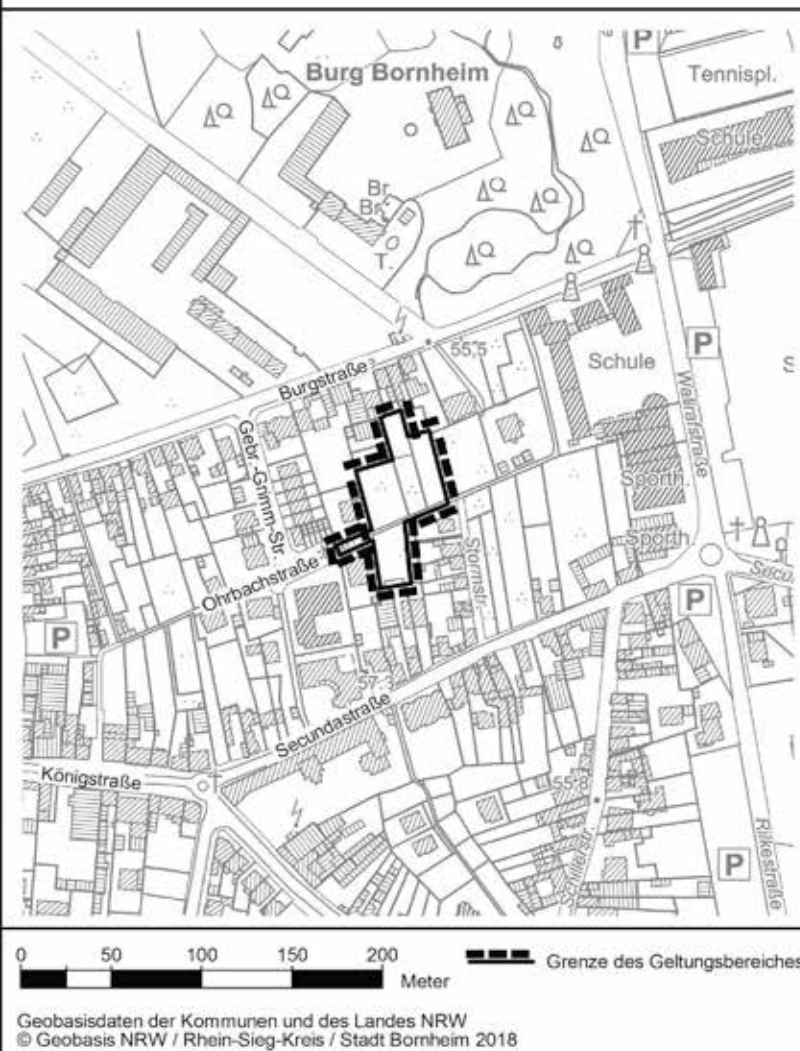 P
Burg Bornheim
Tennispl.
Schule
Q
Q
Q
Q
Br.
Br.
Q
Q
T.
Q
Q
55,5
P
Burgstraße
Schule
Wallrafstraße
Gebr.-Grimm-Str.
Sporth.
Sporth.
Stormstr.
Ohrbachstraße
P
P
Secundastraße
Königstraße
55,8
Schillerstr.
Rilkestraße
P
0 50 100 150 200
Meter
Grenze des Geltungsbereiches
Geobasisdaten der Kommunen und des Landes NRW
© Geobasis NRW / Rhein-Sieg-Kreis / Stadt Bornheim 2018